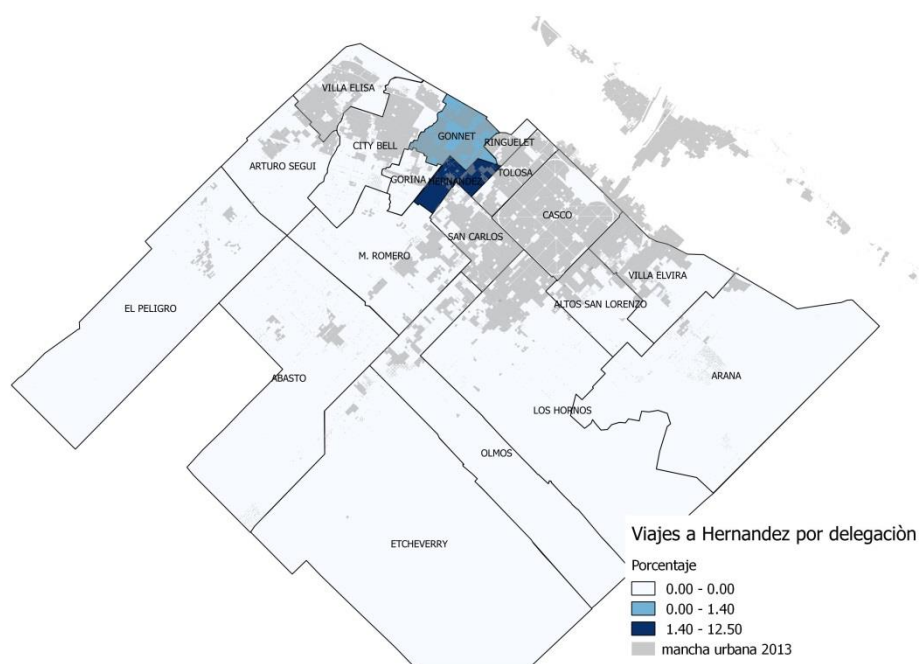 VILLA ELISA
GONNET
CITY BELL
RINGUELET
ARTURO SEGUI
GORINA
HERNANDEZ
TOLOSA
CASCO
SAN CARLOS
M. ROMERO
VILLA ELVIRA
EL PELIGRO
ALTOS SAN LORENZO
ABASTO
ARANA
LOS HORNOS
OLMOS
ETCHEVERRY
Viajes a Hernandez por delegaciòn
Porcentaje
0.00 - 0.00
0.00 - 1.40
1.40 - 12.50
mancha urbana 2013